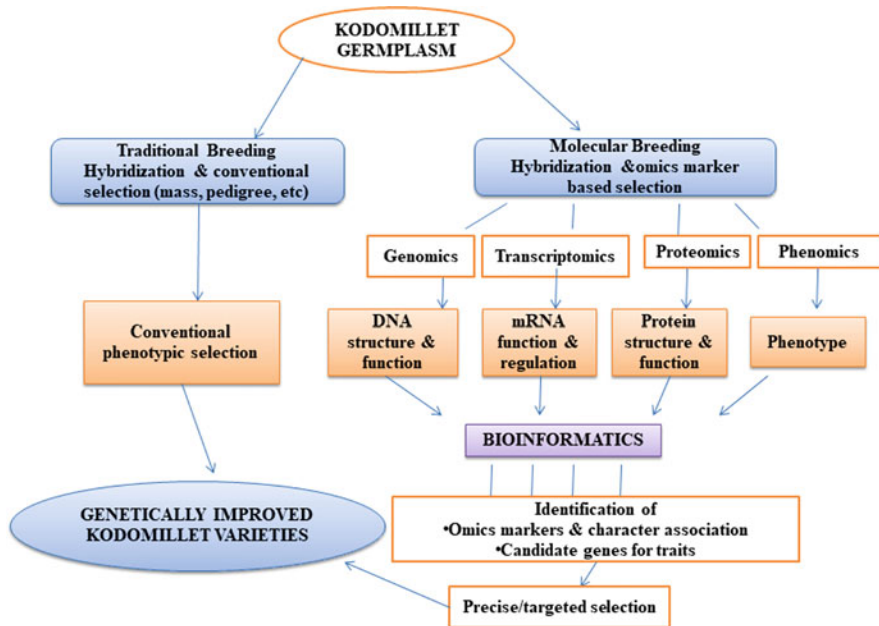 KODOMILLET
GERMPLASM
Traditional Breeding
Hybridization & conventional
selection (mass, pedigree, etc)
Molecular Breeding
Hybridization &omics marker
based selection
Genomics
Transcriptomics
Proteomics
Phenomics
Conventional
phenotypic selection
DNA
structure &
function
mRNA
function &
regulation
Protein
structure &
function
Phenotype
BIOINFORMATICS
GENETICALLY IMPROVED
KODOMILLET VARIETIES
Identification of
•Omics markers & character association
•Candidate genes for traits
Precise/targeted selection